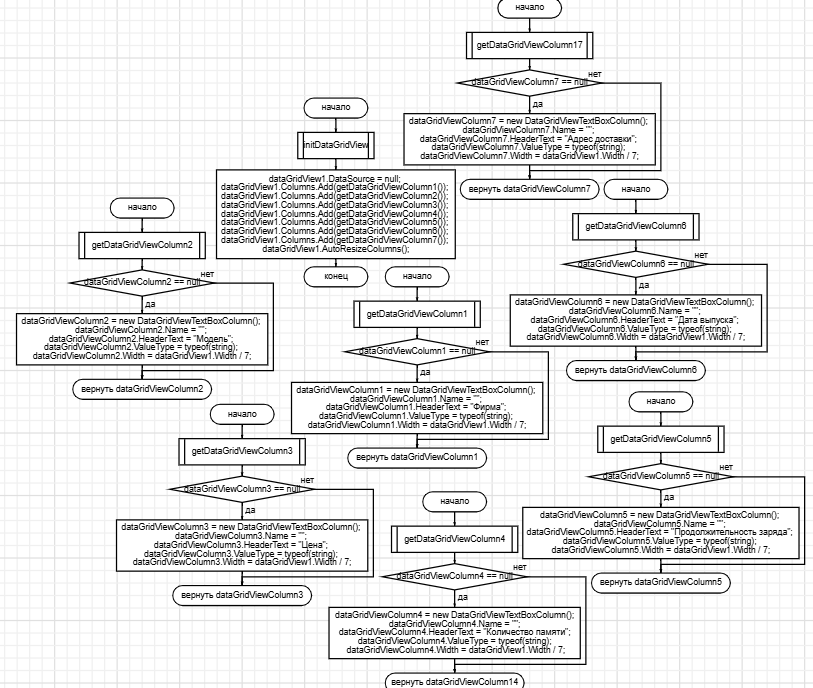 начало
getDataGridViewColumn17
dataGridViewColumn7 == null
нет
да
dataGridViewColumn7 = new DataGridViewTextBoxColumn();
dataGridViewColumn7.Name = "";
dataGridViewColumn7.HeaderText = "Адрес доставки";
dataGridViewColumn7.ValueType = typeof(string);
dataGridViewColumn7.Width = dataGridView1.Width / 7;
вернуть dataGridViewColumn7
начало
initDataGridView
dataGridView1.DataSource = null;
dataGridView1.Columns.Add(getDataGridViewColumn1());
dataGridView1.Columns.Add(getDataGridViewColumn2());
dataGridView1.Columns.Add(getDataGridViewColumn3());
dataGridView1.Columns.Add(getDataGridViewColumn4());
dataGridView1.Columns.Add(getDataGridViewColumn5());
dataGridView1.Columns.Add(getDataGridViewColumn6());
dataGridView1.Columns.Add(getDataGridViewColumn7());
dataGridView1.AutoResizeColumns();
конец
начало
getDataGridViewColumn6
dataGridViewColumn6 == null
нет
да
dataGridViewColumn6 = new DataGridViewTextBoxColumn();
dataGridViewColumn6.Name = "";
dataGridViewColumn6.HeaderText = "Дата выпуска";
dataGridViewColumn6.ValueType = typeof(string);
dataGridViewColumn6.Width = dataGridView1.Width / 7;
вернуть dataGridViewColumn6
начало
getDataGridViewColumn2
dataGridViewColumn2 == null
нет
да
dataGridViewColumn2 = new DataGridViewTextBoxColumn();
dataGridViewColumn2.Name = "";
dataGridViewColumn2.HeaderText = "Модель";
dataGridViewColumn2.ValueType = typeof(string);
dataGridViewColumn2.Width = dataGridView1.Width / 7;
вернуть dataGridViewColumn2
начало
getDataGridViewColumn1
dataGridViewColumn1 == null
нет
да
dataGridViewColumn1 = new DataGridViewTextBoxColumn();
dataGridViewColumn1.Name = "";
dataGridViewColumn1.HeaderText = "Фирма";
dataGridViewColumn1.ValueType = typeof(string);
dataGridViewColumn1.Width = dataGridView1.Width / 7;
вернуть dataGridViewColumn1
начало
getDataGridViewColumn5
dataGridViewColumn5 == null
нет
да
dataGridViewColumn5 = new DataGridViewTextBoxColumn();
dataGridViewColumn5.Name = "";
dataGridViewColumn5.HeaderText = "Продолжительность заряда";
dataGridViewColumn5.ValueType = typeof(string);
dataGridViewColumn5.Width = dataGridView1.Width / 7;
вернуть dataGridViewColumn5
начало
getDataGridViewColumn3
dataGridViewColumn3 == null
нет
да
dataGridViewColumn3 = new DataGridViewTextBoxColumn();
dataGridViewColumn3.Name = "";
dataGridViewColumn3.HeaderText = "Цена";
dataGridViewColumn3.ValueType = typeof(string);
dataGridViewColumn3.Width = dataGridView1.Width / 7;
вернуть dataGridViewColumn3
начало
getDataGridViewColumn4
dataGridViewColumn4 == null
нет
да
dataGridViewColumn4 = new DataGridViewTextBoxColumn();
dataGridViewColumn4.Name = "";
dataGridViewColumn4.HeaderText = "Количество памяти";
dataGridViewColumn4.ValueType = typeof(string);
dataGridViewColumn4.Width = dataGridView1.Width / 7;
вернуть dataGridViewColumn14